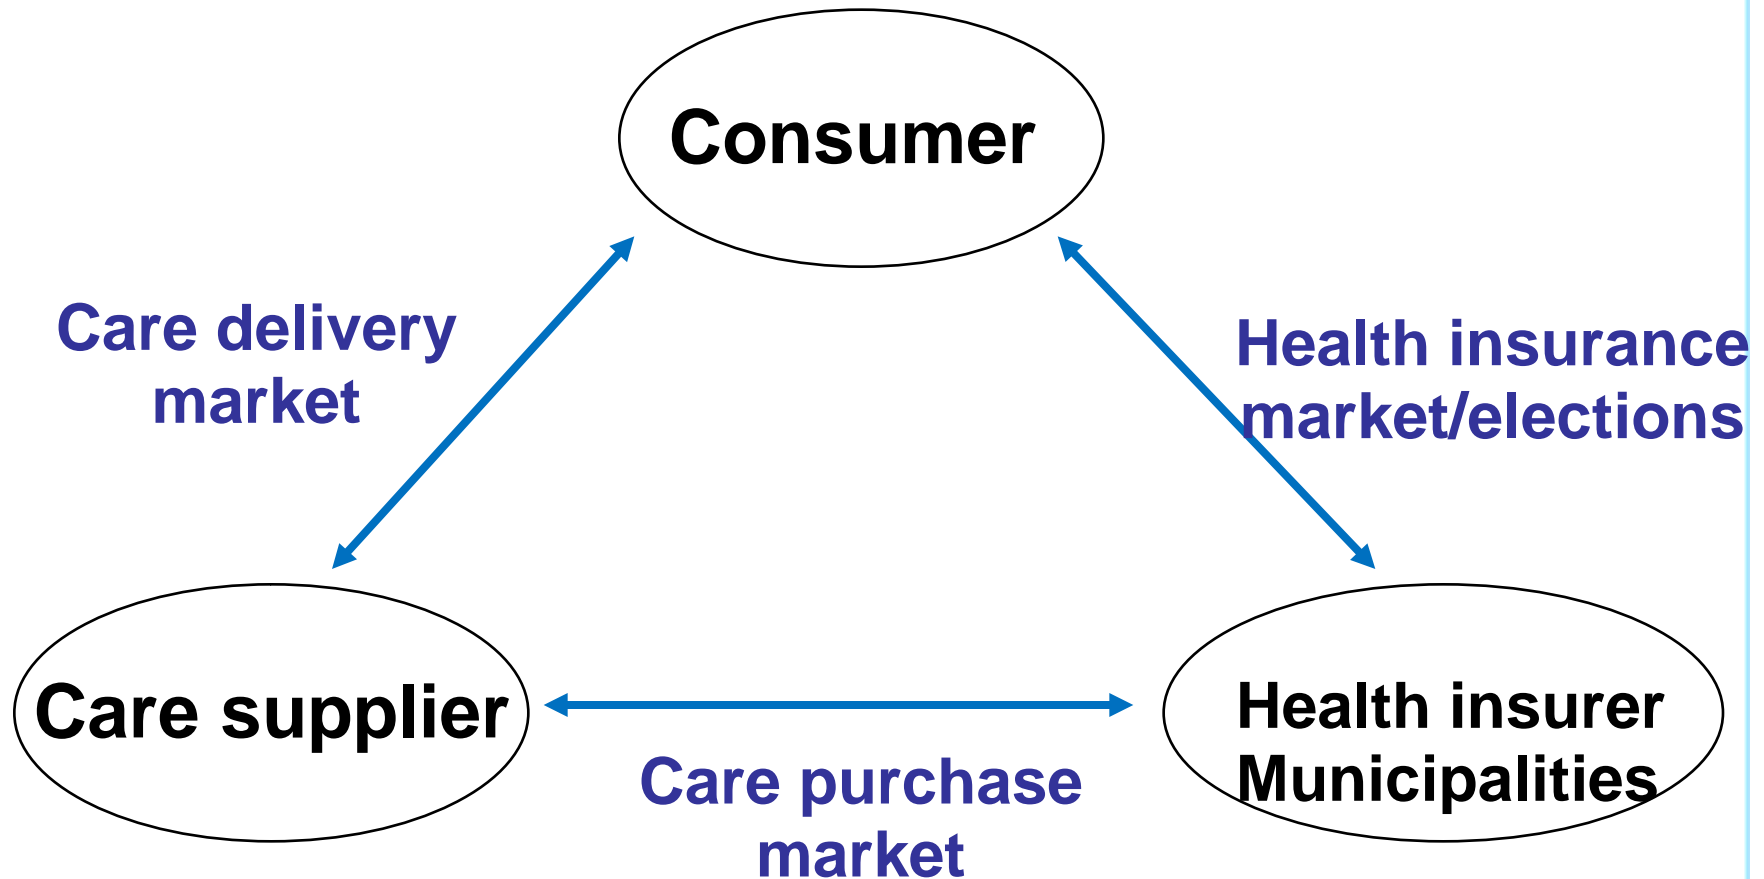 Consumer
Care delivery
market
Health insurance
market/elections
Care supplier
Health insurer
Municipalities
Care purchase
market